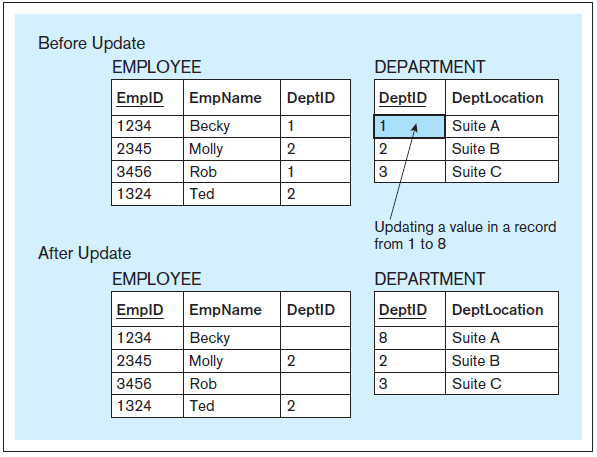 Before Update
EMPLOYEE
EmpID EmpName DeptID
1234 Becky 1
2345 Molly 2
3456 Rob 1
1324 Ted 2
DEPARTMENT
DeptID DeptLocation
1 Suite A
2 Suite B
3 Suite C
Updating a value in a record
from 1 to 8
After Update
EMPLOYEE
EmpID EmpName DeptID
1234 Becky
2345 Molly 2
3456 Rob
1324 Ted 2
DEPARTMENT
DeptID DeptLocation
8 Suite A
2 Suite B
3 Suite C